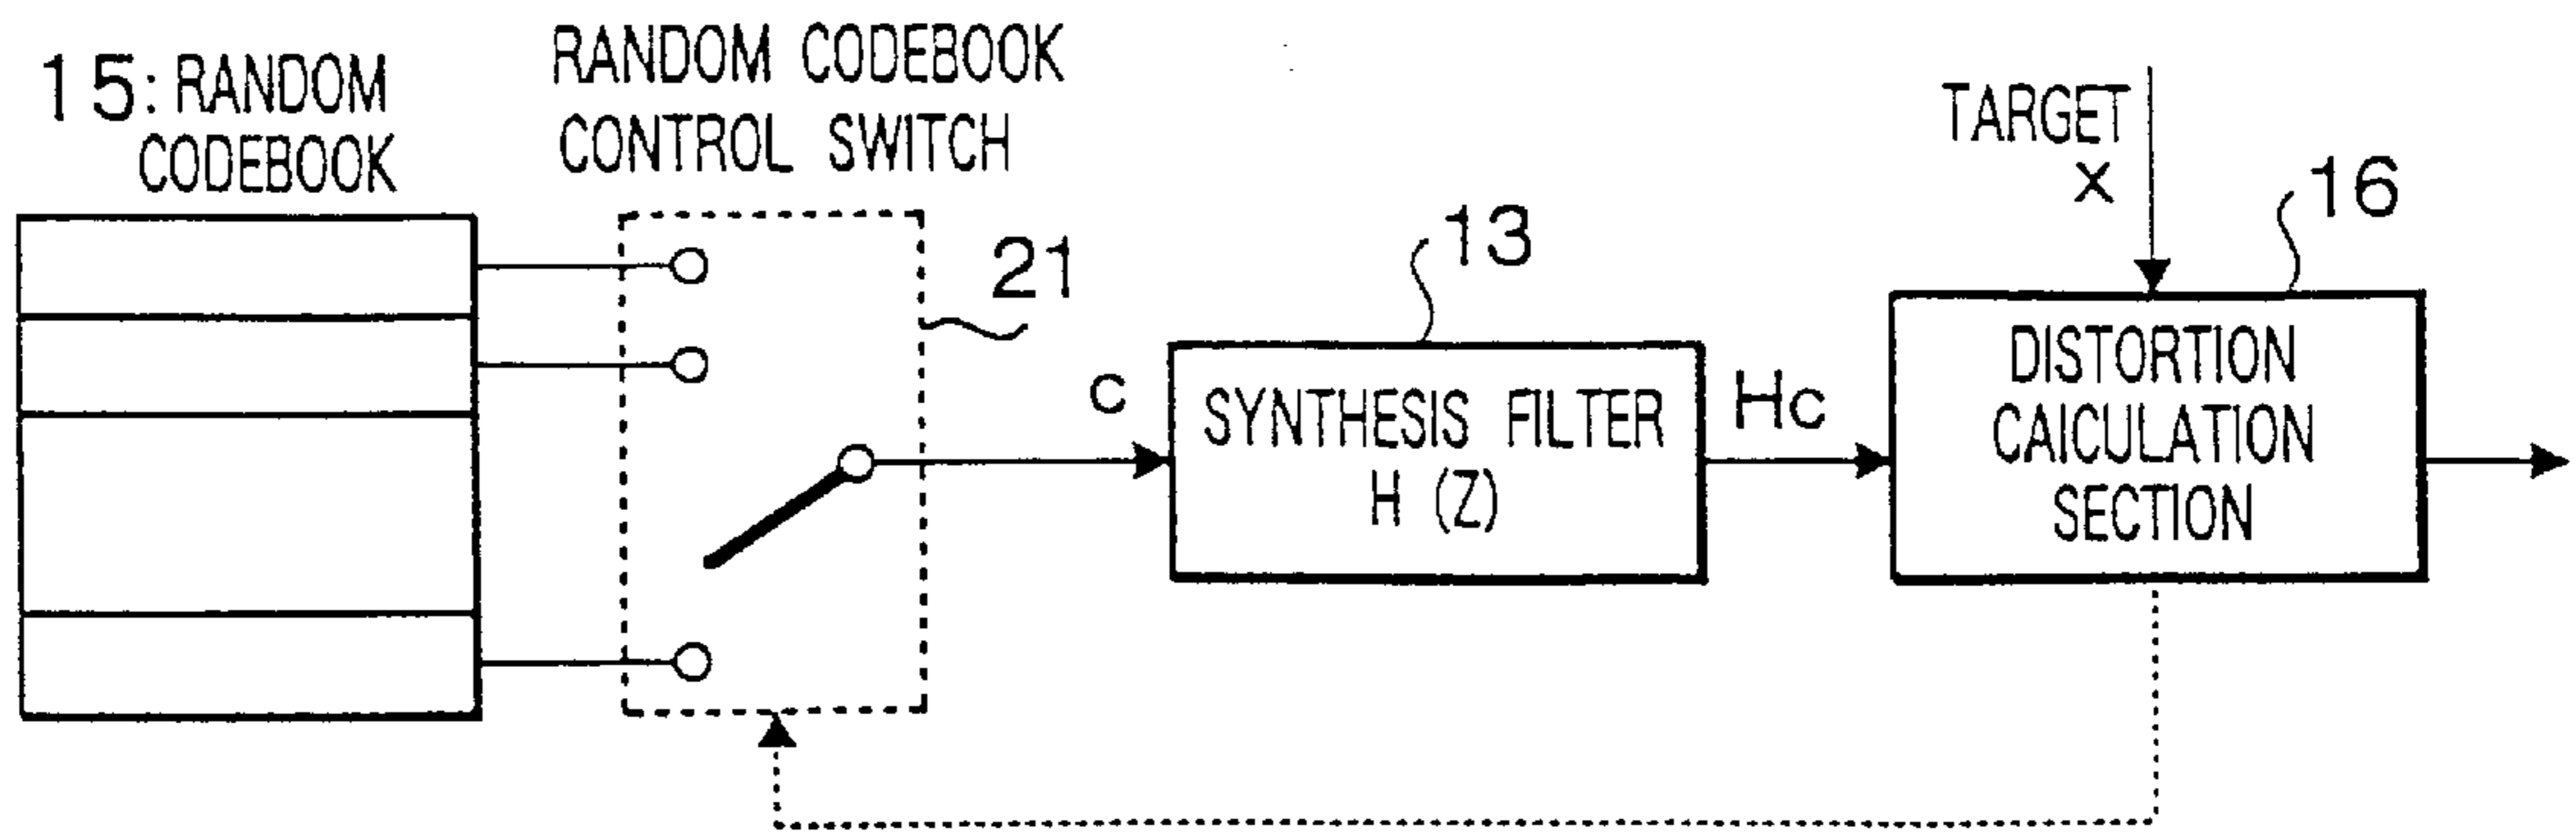 15: RANDOM
CODEBOOK
RANDOM CODEBOOK
CONTROL SWITCH
21
C
13
SYNTHESIS FILTER
H (Z)
Hc
TARGET
X
16
DISTORTION
CAICULATION
SECTION